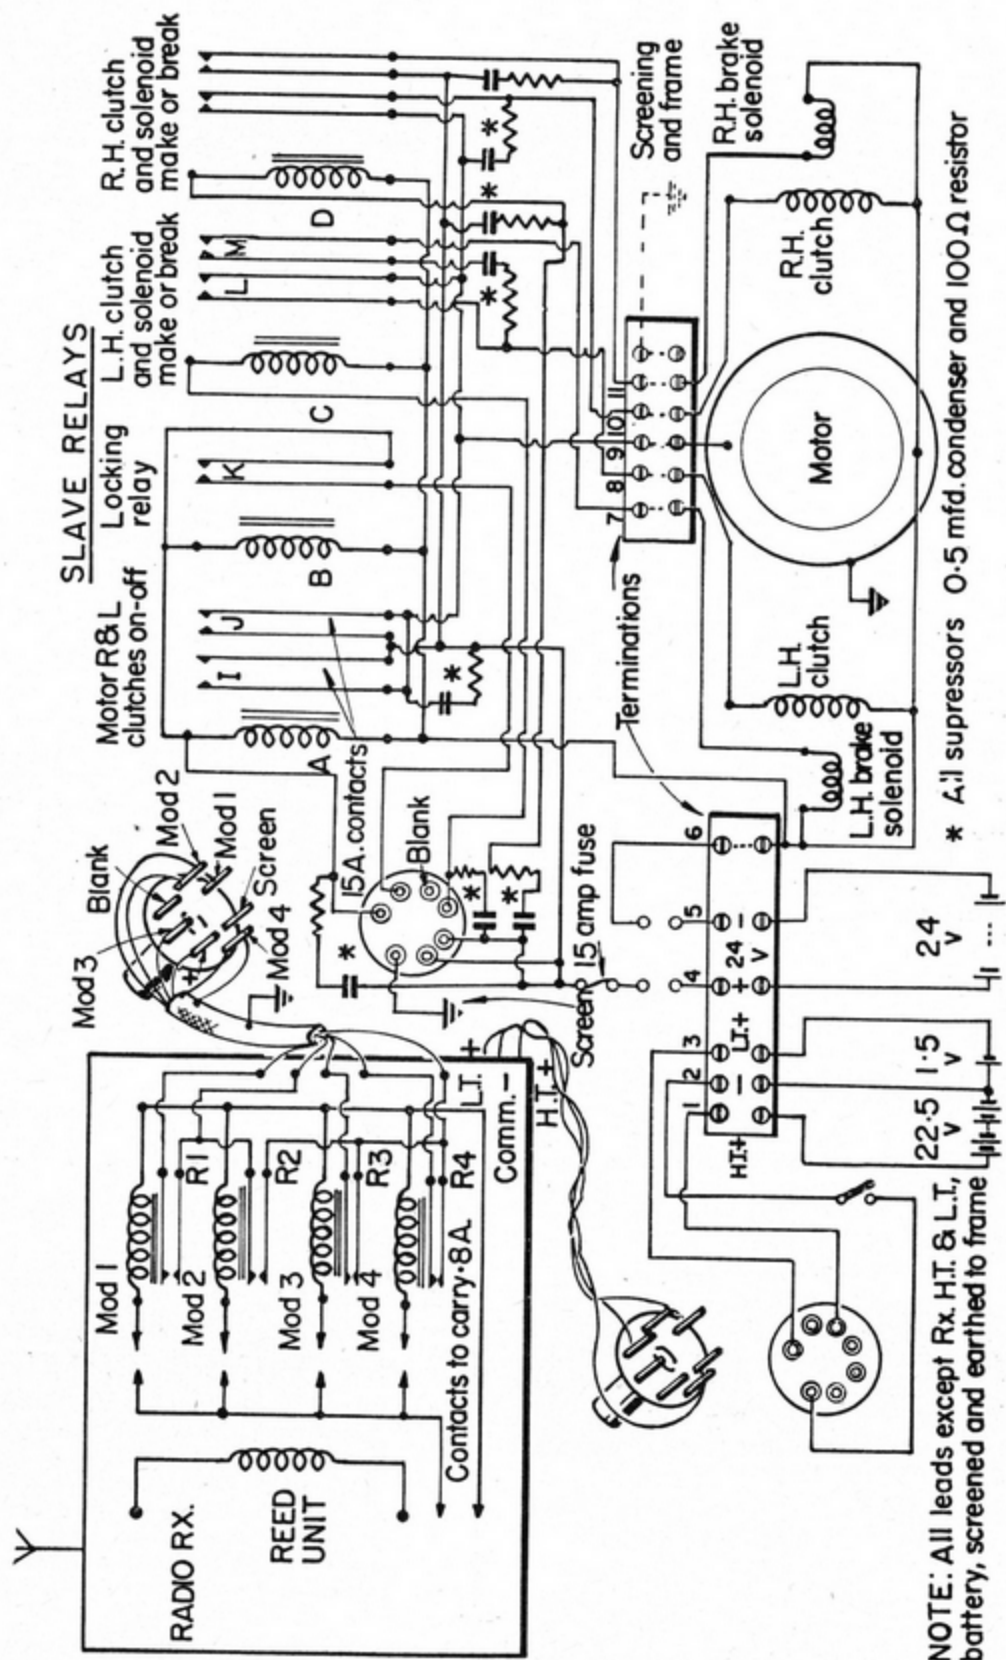 SLAVE RELAYS
Motor R&L
clutches on-off
Locking
relay
L.H. clutch
and solenoid
make or break
R.H. clutch
and solenoid
make or break
A
I
J
B
K
C
L
M
D
15A. contacts
Blank
Mod 2
Mod 1
Screen
Mod 4
Mod 3
+
-
Blank
*
*
*
*
*
*
*
*
Screen
15 amp fuse
Terminations
Screening
and frame
7
8
9
10
11
R.H. brake
solenoid
R.H.
clutch
Motor
L.H.
clutch
L.H. brake
solenoid
1
2
3
4
5
6
H.T.+
-
L.T.+
+
24
V
-
22·5
V
1·5
V
24
V
Mod 1
R1
Mod 2
R2
Mod 3
R3
Mod 4
R4
L.T. +
Comm. -
H.T. +
Contacts to carry·8A.
RADIO RX.
REED
UNIT
* All supressors 0·5 mfd. condenser and 100Ω resistor
NOTE: All leads except Rx. H.T. & L.T.,
battery, screened and earthed to frame